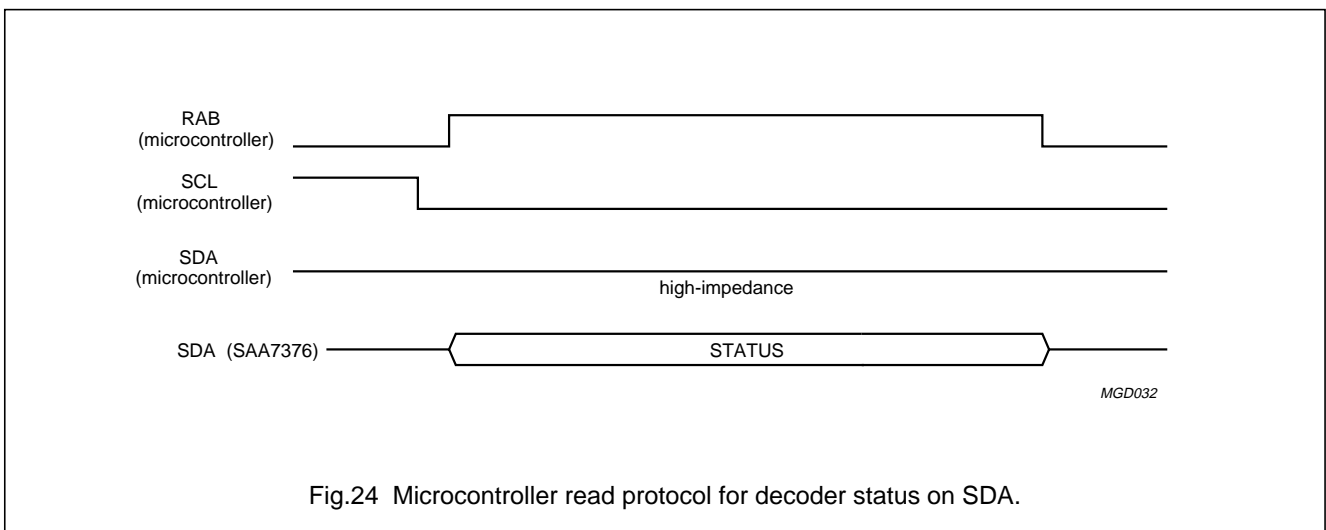 RAB
(microcontroller)
SCL
(microcontroller)
SDA
(microcontroller)
high-impedance
SDA (SAA7376)
STATUS
MGD032
Fig.24 Microcontroller read protocol for decoder status on SDA.